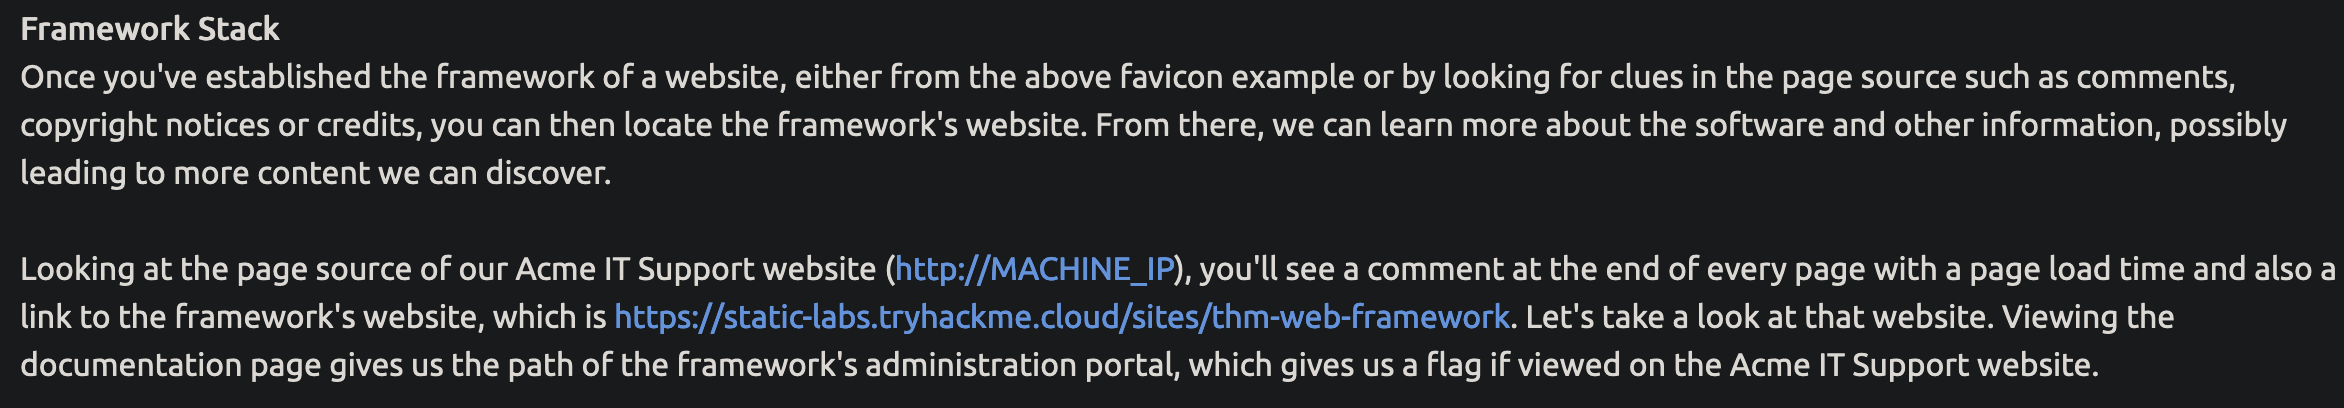 Framework Stack
Once you've established the framework of a website, either from the above favicon example or by looking for clues in the page source such as comments,
copyright notices or credits, you can then locate the framework's website. From there, we can learn more about the software and other information, possibly
leading to more content we can discover.
Looking at the page source of our Acme IT Support website (http://MACHINE_IP), you'll see a comment at the end of every page with a page load time and also a
link to the framework's website, which is https://static-labs.tryhackme.cloud/sites/thm-web-framework. Let's take a look at that website. Viewing the
documentation page gives us the path of the framework's administration portal, which gives us a flag if viewed on the Acme IT Support website.